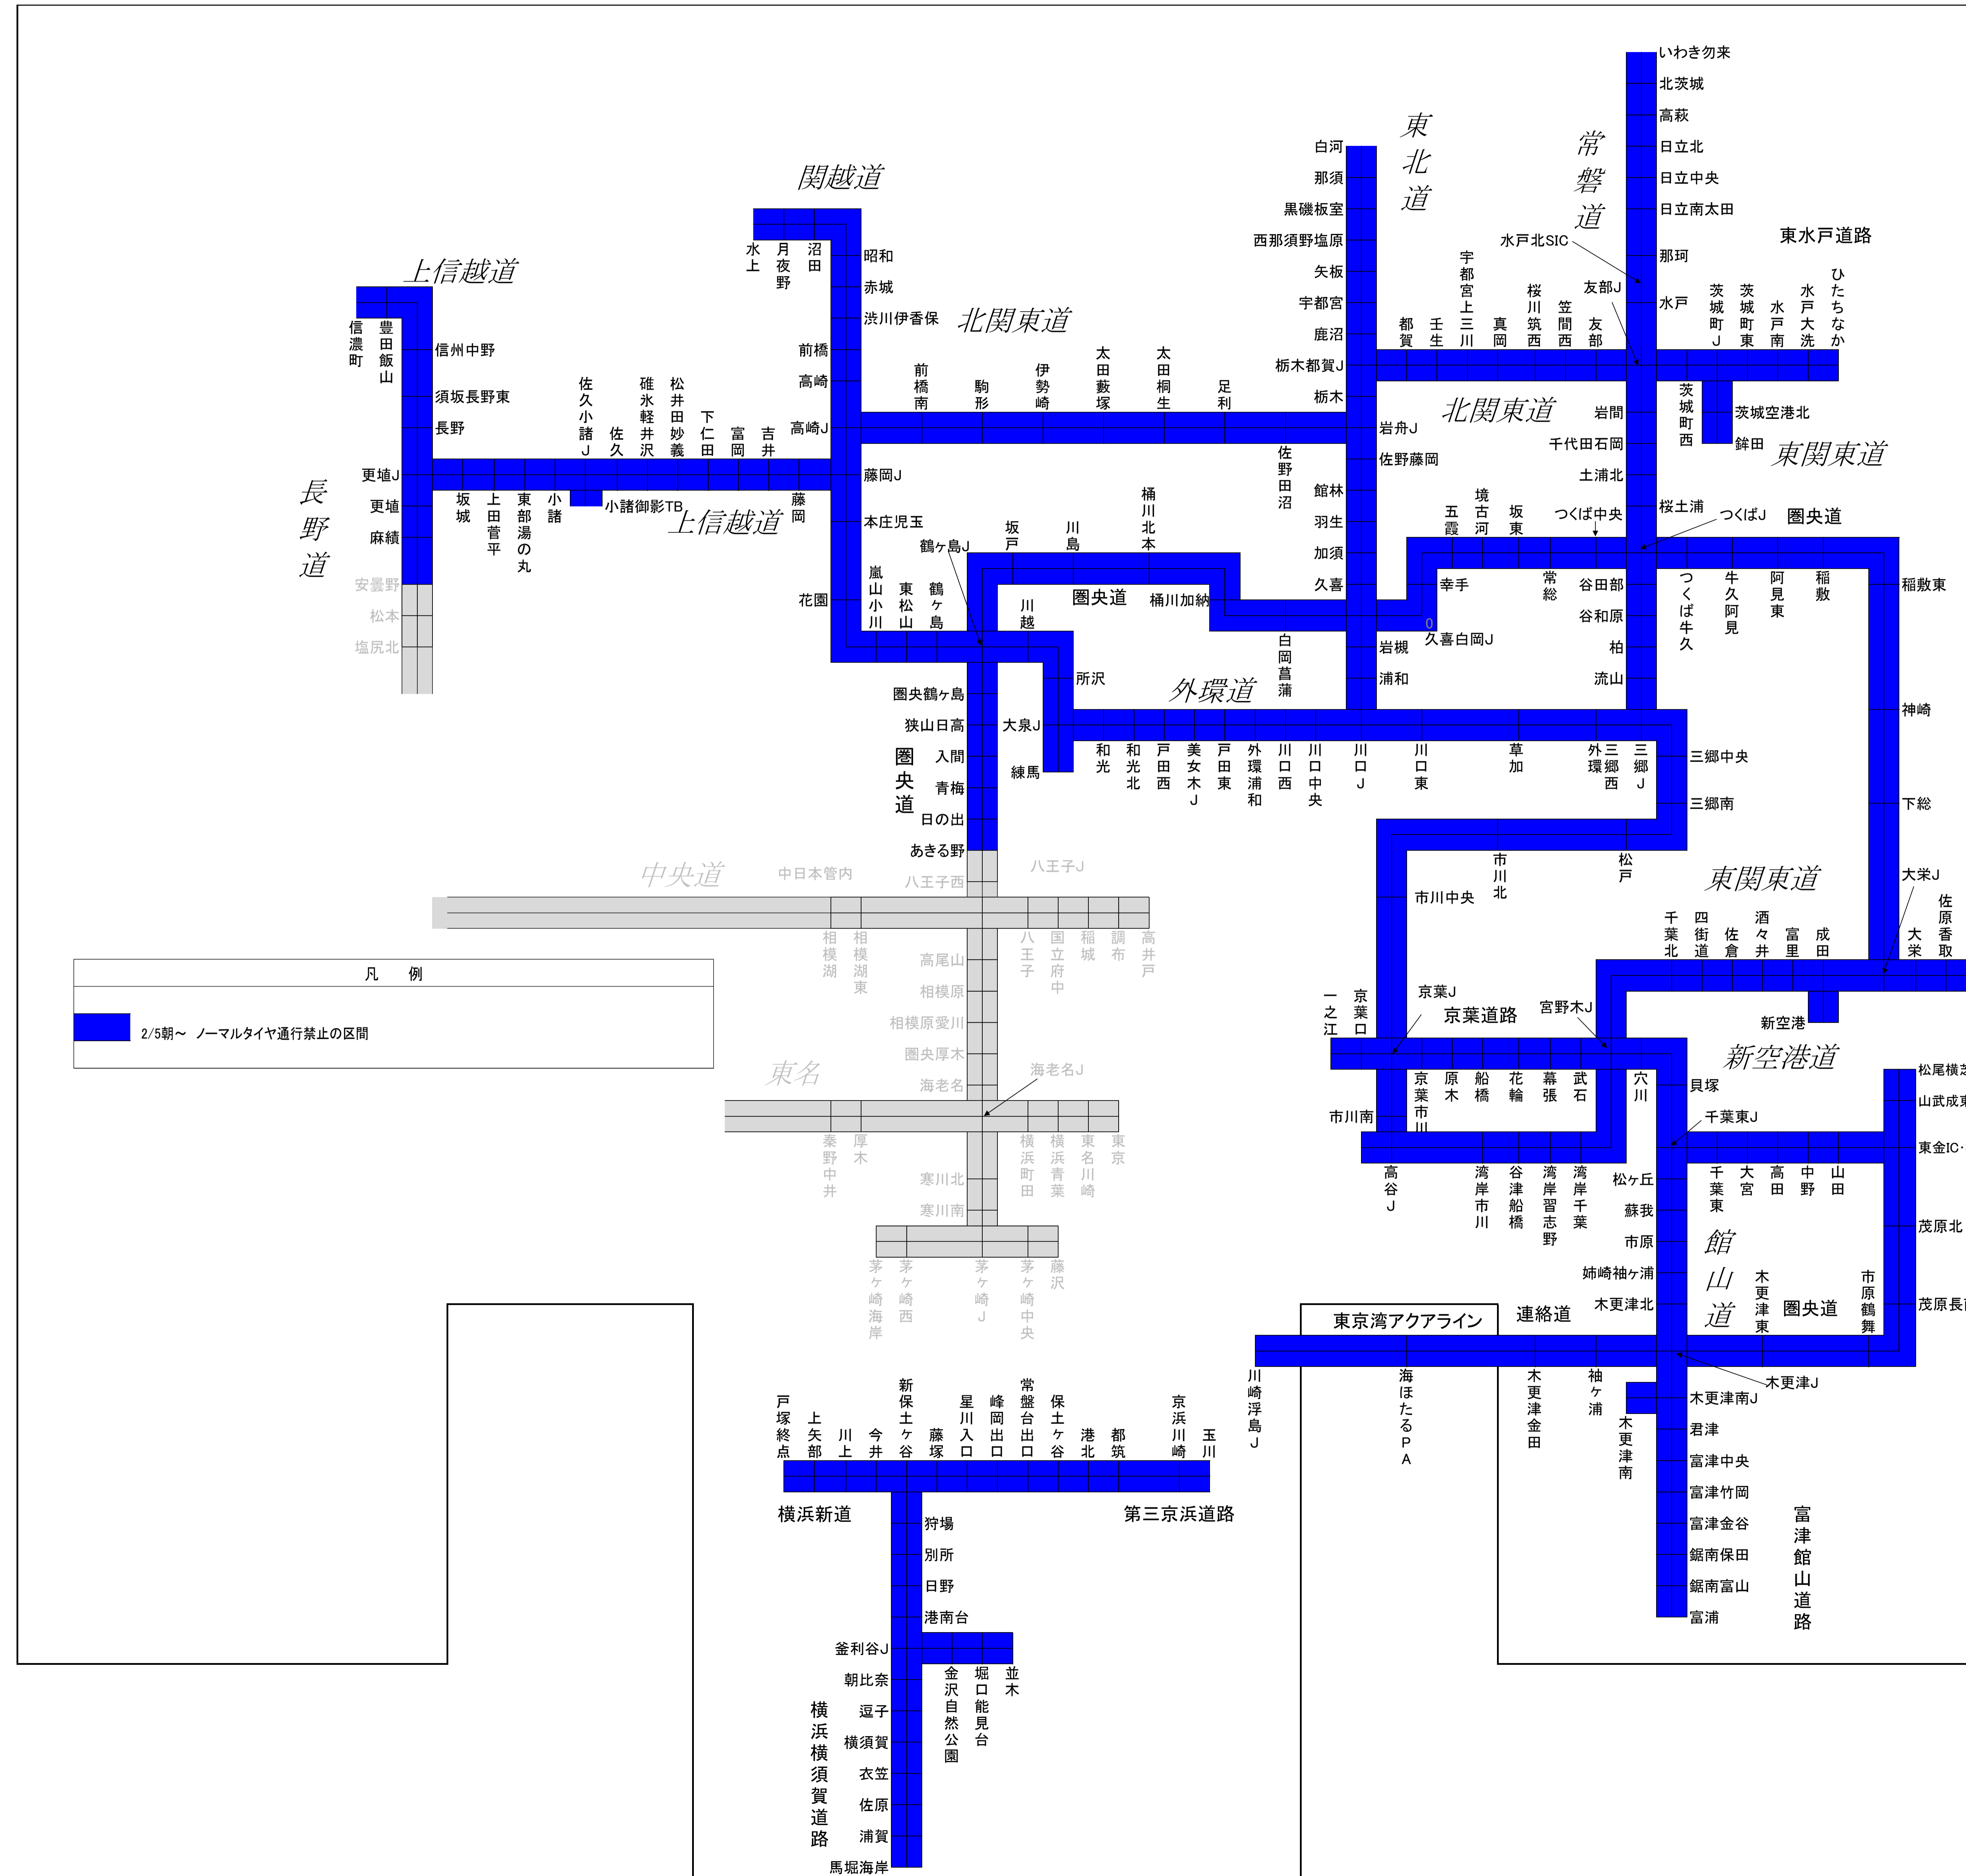 いわき勿来
北茨城
高萩
日立北
日立中央
日立南太田
水戸北SIC
那珂
水戸
友部J
常磐道
東水戸道路
東北道
白河
那須
黒磯板室
西那須野塩原
矢板
宇都宮
鹿沼
栃木都賀J
栃木
都賀
壬生
宇都宮上三川
真岡
桜川筑西
笠間西
友部
茨城町J
茨城町東
水戸南
水戸大洗
ひたちなか
茨城町西
茨城空港北
鉾田
東関東道
北関東道
岩間
千代田石岡
土浦北
桜土浦
つくばJ
圏央道
関越道
水上
月夜野
沼田
昭和
赤城
渋川伊香保
前橋
高崎
高崎J
藤岡J
本庄児玉
花園
北関東道
前橋南
駒形
伊勢崎
太田藪塚
太田桐生
足利
佐野田沼
岩舟J
佐野藤岡
館林
羽生
加須
久喜
上信越道
信濃町
豊田飯山
信州中野
須坂長野東
長野
更埴J
更埴
麻績
安曇野
松本
塩尻北
長野道
佐久小諸J
佐久
碓氷軽井沢
松井田妙義
下仁田
富岡
吉井
坂城
上田菅平
東部湯の丸
小諸
小諸御影TB
上信越道
藤岡
嵐山小川
東松山
鶴ヶ島
鶴ヶ島J
川越
坂戸
川島
桶川北本
圏央道
桶川加納
白岡菖蒲
0
久喜白岡J
幸手
五霞
境古河
坂東
つくば中央
常総
谷田部
谷和原
柏
流山
つくば牛久
牛久阿見
阿見東
稲敷
稲敷東
神崎
下総
大栄J
岩槻
浦和
所沢
大泉J
練馬
外環道
和光
和光北
戸田西
美女木J
戸田東
外環浦和
川口西
川口中央
川口J
川口東
草加
外環三郷西
三郷J
三郷中央
三郷南
松戸
市川北
市川中央
圏央鶴ヶ島
狭山日高
入間
青梅
日の出
あきる野
圏央道
八王子西
八王子J
中央道
中日本管内
相模湖
相模湖東
八王子
国立府中
稲城
調布
高井戸
高尾山
相模原
相模原愛川
圏央厚木
海老名
海老名J
東名
秦野中井
厚木
横浜町田
横浜青葉
東名川崎
東京
寒川北
寒川南
茅ヶ崎海岸
茅ヶ崎西
茅ヶ崎J
茅ヶ崎中央
藤沢
凡 例
2/5朝～ ノーマルタイヤ通行禁止の区間
東関東道
千葉北
四街道
佐倉
酒々井
富里
成田
大栄
佐原香取
新空港
新空港道
一之江
京葉口
京葉J
京葉道路
宮野木J
京葉市川
原木
船橋
花輪
幕張
武石
穴川
貝塚
千葉東J
市川南
高谷J
湾岸市川
谷津船橋
湾岸習志野
湾岸千葉
松ヶ丘
蘇我
市原
姉崎袖ヶ浦
木更津北
館山道
千葉東
大宮
高田
中野
山田
松尾横芝
山武成東
東金IC・
茂原北
茂原長南
木更津東
圏央道
市原鶴舞
東京湾アクアライン
連絡道
川崎浮島J
海ほたるPA
木更津金田
袖ヶ浦
木更津J
木更津南J
木更津南
君津
富津中央
富津竹岡
富津金谷
鋸南保田
鋸南富山
富浦
富津館山道路
戸塚終点
上矢部
川上
今井
新保土ヶ谷
藤塚
星川入口
峰岡出口
常盤台出口
保土ヶ谷
港北
都筑
京浜川崎
玉川
横浜新道
第三京浜道路
狩場
別所
日野
港南台
釜利谷J
金沢自然公園
堀口能見台
並木
朝比奈
逗子
横須賀
衣笠
佐原
浦賀
馬堀海岸
横浜横須賀道路